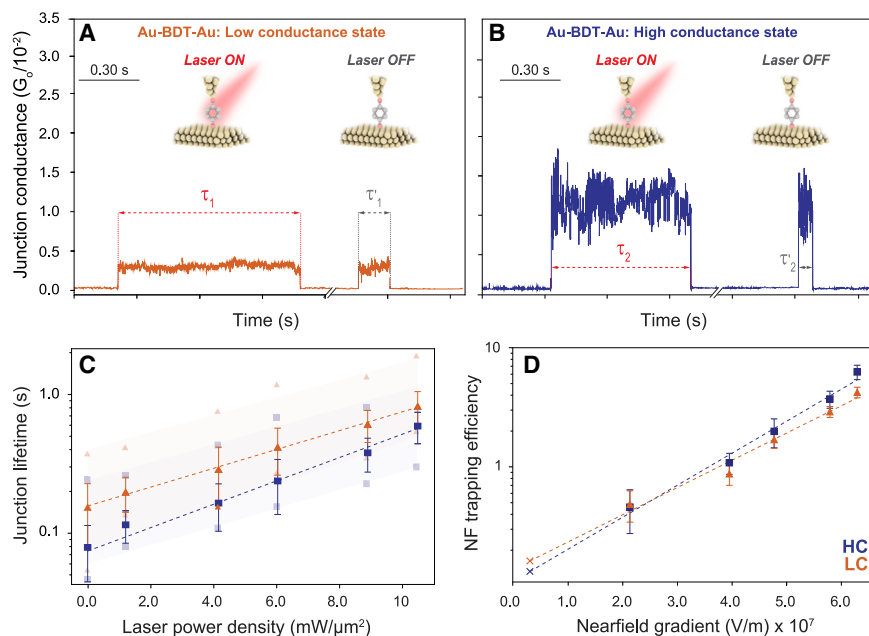 A
Au-BDT-Au: Low conductance state
Laser ON
Laser OFF
0.30 s
Junction conductance (G₀/10⁻²)
3.5
3.0
2.5
2.0
1.5
1.0
0.5
0.0
τ₁
τ'₁
Time (s)
B
Au-BDT-Au: High conductance state
Laser ON
Laser OFF
0.30 s
τ₂
τ'₂
Time (s)
C
Junction lifetime (s)
1.0
0.1
0.0
2.0
4.0
6.0
8.0
10
Laser power density (mW/μm²)
D
NF trapping efficiency
10
1
0.0
1.0
2.0
3.0
4.0
5.0
6.0
HC
LC
Nearfield gradient (V/m) x 10⁷